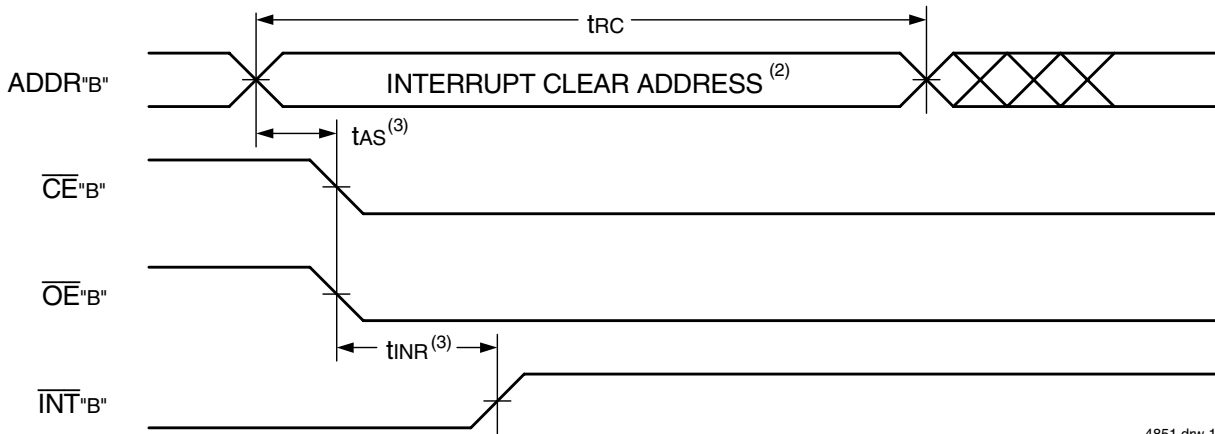 tRC
ADDR"B"
INTERRUPT CLEAR ADDRESS (2)
tAS(3)
CE"B"
OE"B"
tINR(3)
INT"B"